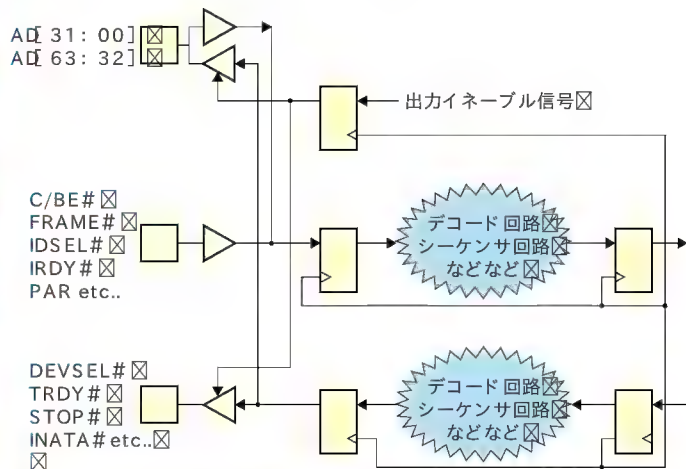 AD[ 31: 00]
AD[ 63: 32]
出力イネーブル信号
C/BE#
FRAME#
IDSEL#
IRDY#
PAR etc..
デコード回路
シーケンサ回路
などなど
DEVSEL#
TRDY#
STOP#
INATA# etc..
デコード回路
シーケンサ回路
などなど